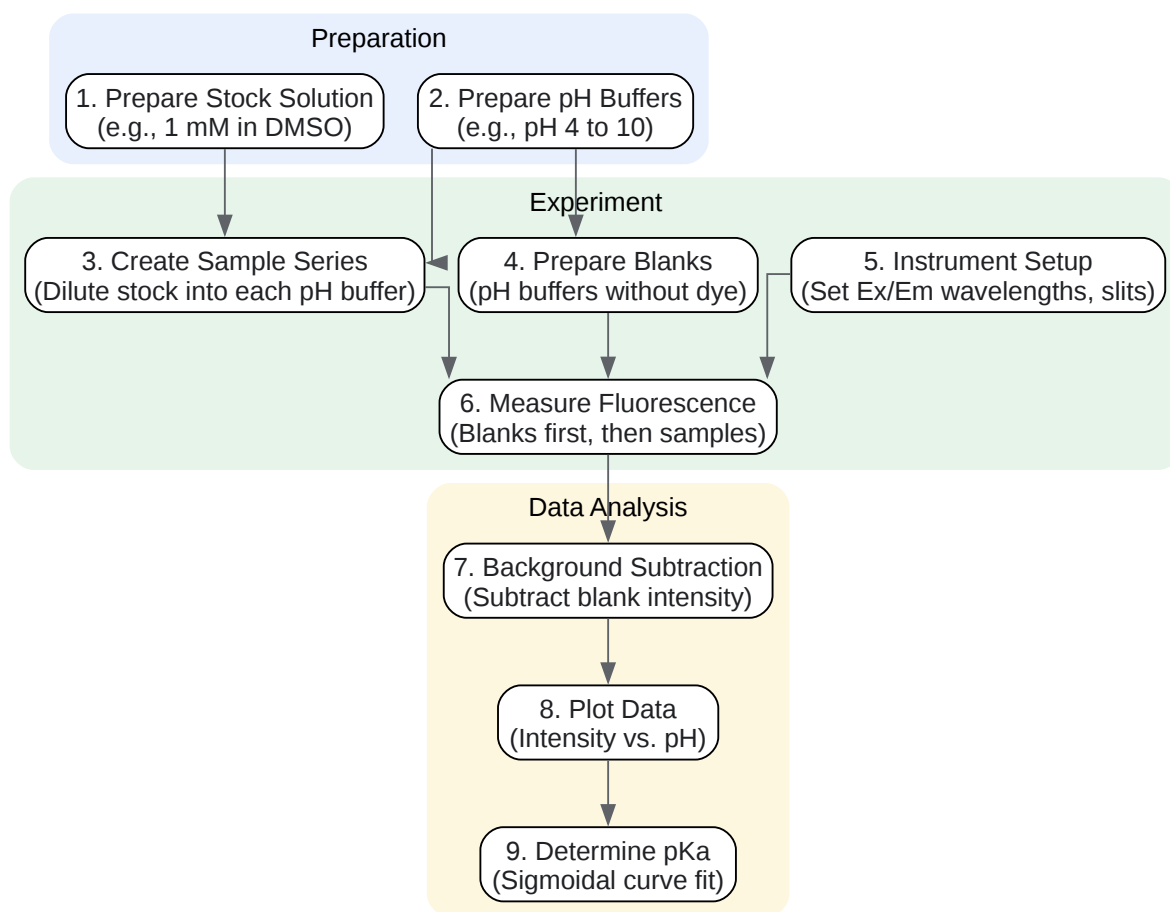 Preparation
1. Prepare Stock Solution
(e.g., 1 mM in DMSO)
2. Prepare pH Buffers
(e.g., pH 4 to 10)
Experiment
3. Create Sample Series
(Dilute stock into each pH buffer)
4. Prepare Blanks
(pH buffers without dye)
5. Instrument Setup
(Set Ex/Em wavelengths, slits)
6. Measure Fluorescence
(Blanks first, then samples)
Data Analysis
7. Background Subtraction
(Subtract blank intensity)
8. Plot Data
(Intensity vs. pH)
9. Determine pKa
(Sigmoidal curve fit)